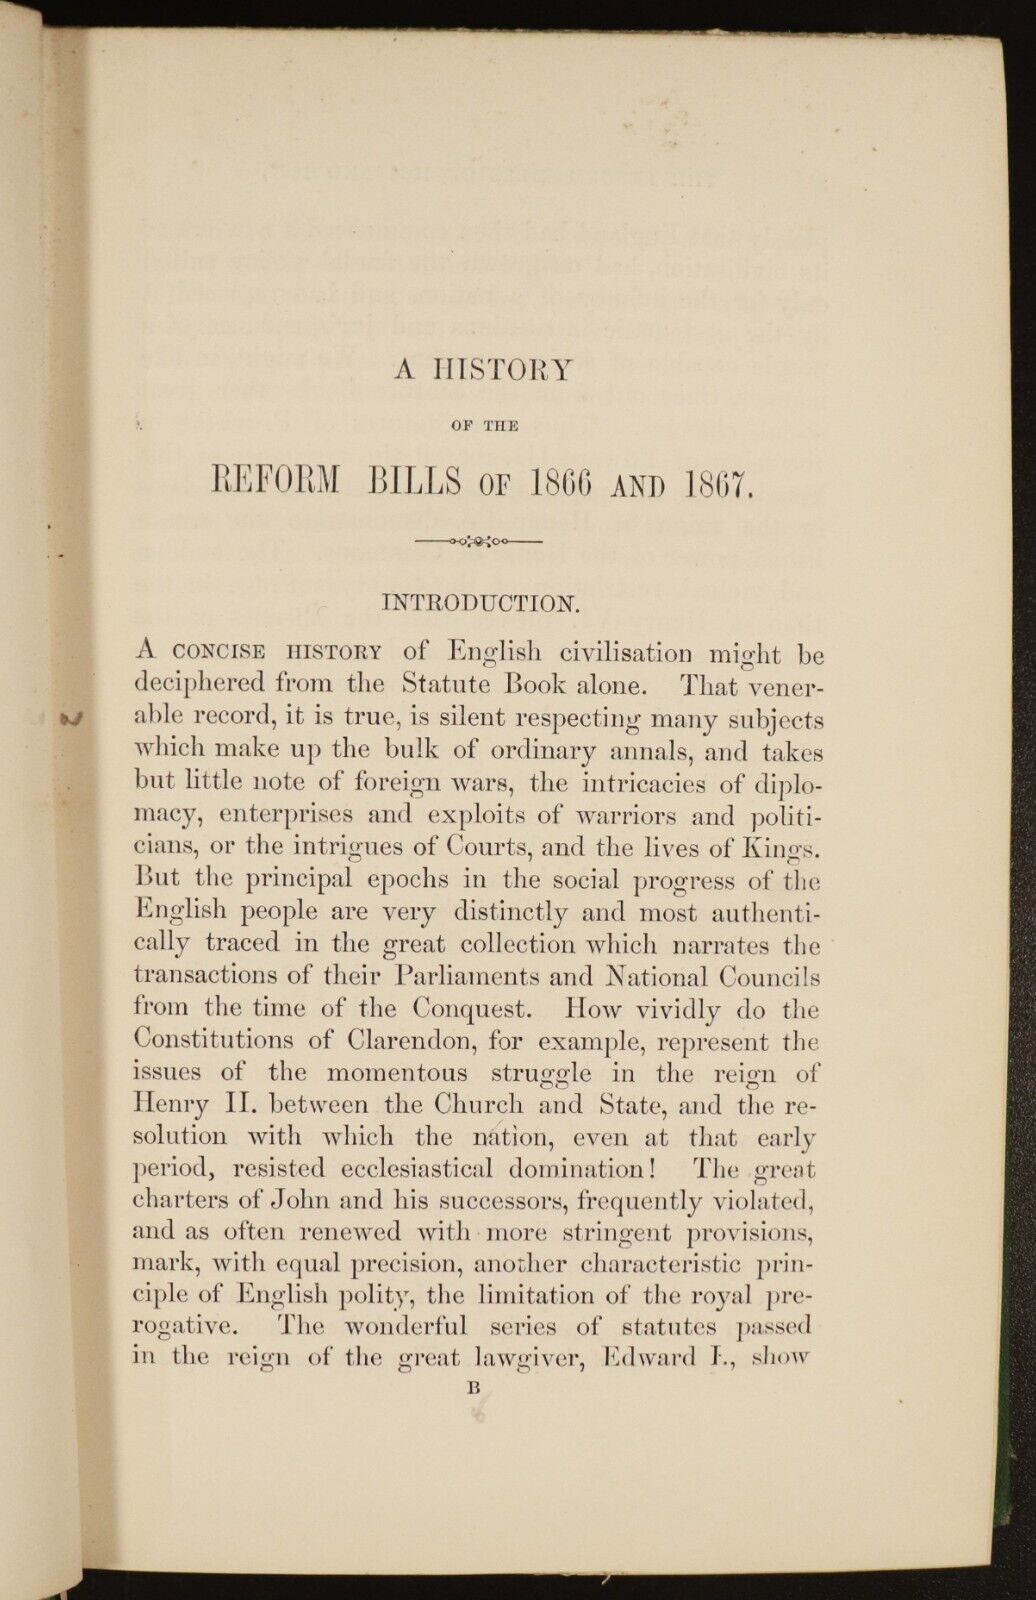 A HISTORY
OF THE
REFORM BILLS OF 1866 AND 1867.
INTRODUCTION.
A CONCISE HISTORY of English civilisation might be
deciphered from the Statute Book alone. That vener-
able record, it is true, is silent respecting many subjects
which make up the bulk of ordinary annals, and takes
but little note of foreign wars, the intricacies of diplo-
macy, enterprises and exploits of warriors and politi-
cians, or the intrigues of Courts, and the lives of Kings.
But the principal epochs in the social progress of the
English people are very distinctly and most authenti-
cally traced in the great collection which narrates the
transactions of their Parliaments and National Councils
from the time of the Conquest. How vividly do the
Constitutions of Clarendon, for example, represent the
issues of the momentous struggle in the reign of
Henry II. between the Church and State, and the re-
solution with which the nation, even at that early
period, resisted ecclesiastical domination! The great
charters of John and his successors, frequently violated,
and as often renewed with more stringent provisions,
mark, with equal precision, another characteristic prin-
ciple of English polity, the limitation of the royal pre-
rogative. The wonderful series of statutes passed
in the reign of the great lawgiver, Edward I., show
B